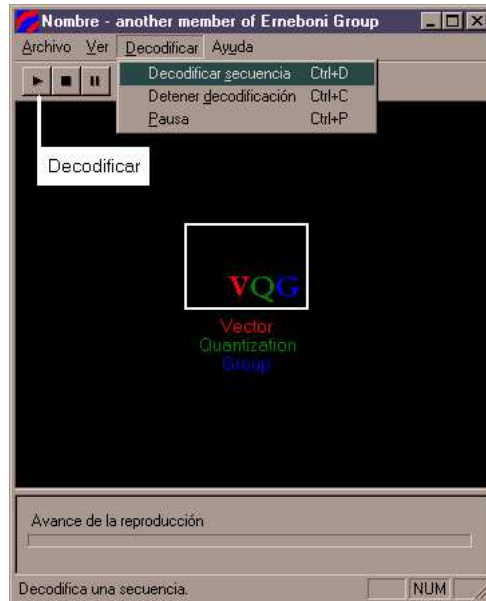 Nombre - another member of Erneboni Group
Archivo Ver Decodificar Ayuda
Decodificar secuencia Ctrl+D
Detener decodificación Ctrl+C
Pausa Ctrl+P
Decodificar
VQG
Vector
Quantization
Group
Avance de la reproducción
Decodifica una secuencia. NUM